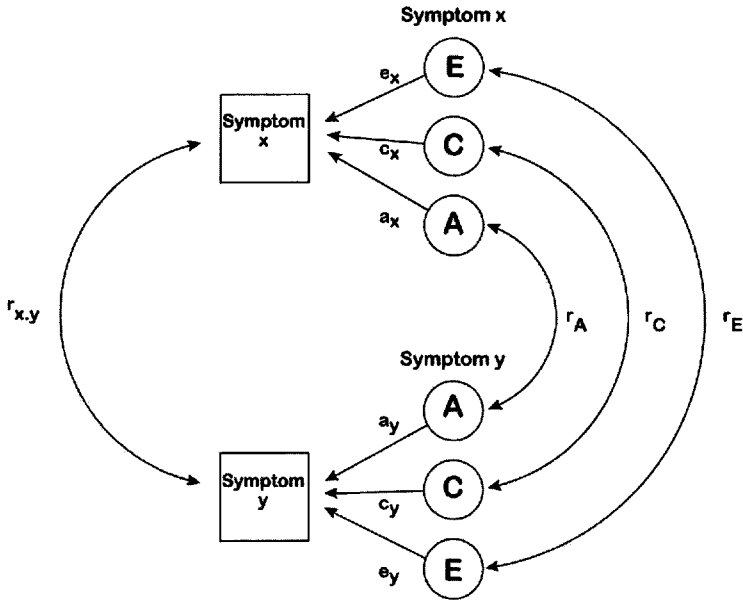 Symptom x
E
e_x
Symptom
x
C
c_x
A
a_x
r_x.y
r_A
r_C
r_E
Symptom y
A
a_y
Symptom
y
C
c_y
E
e_y